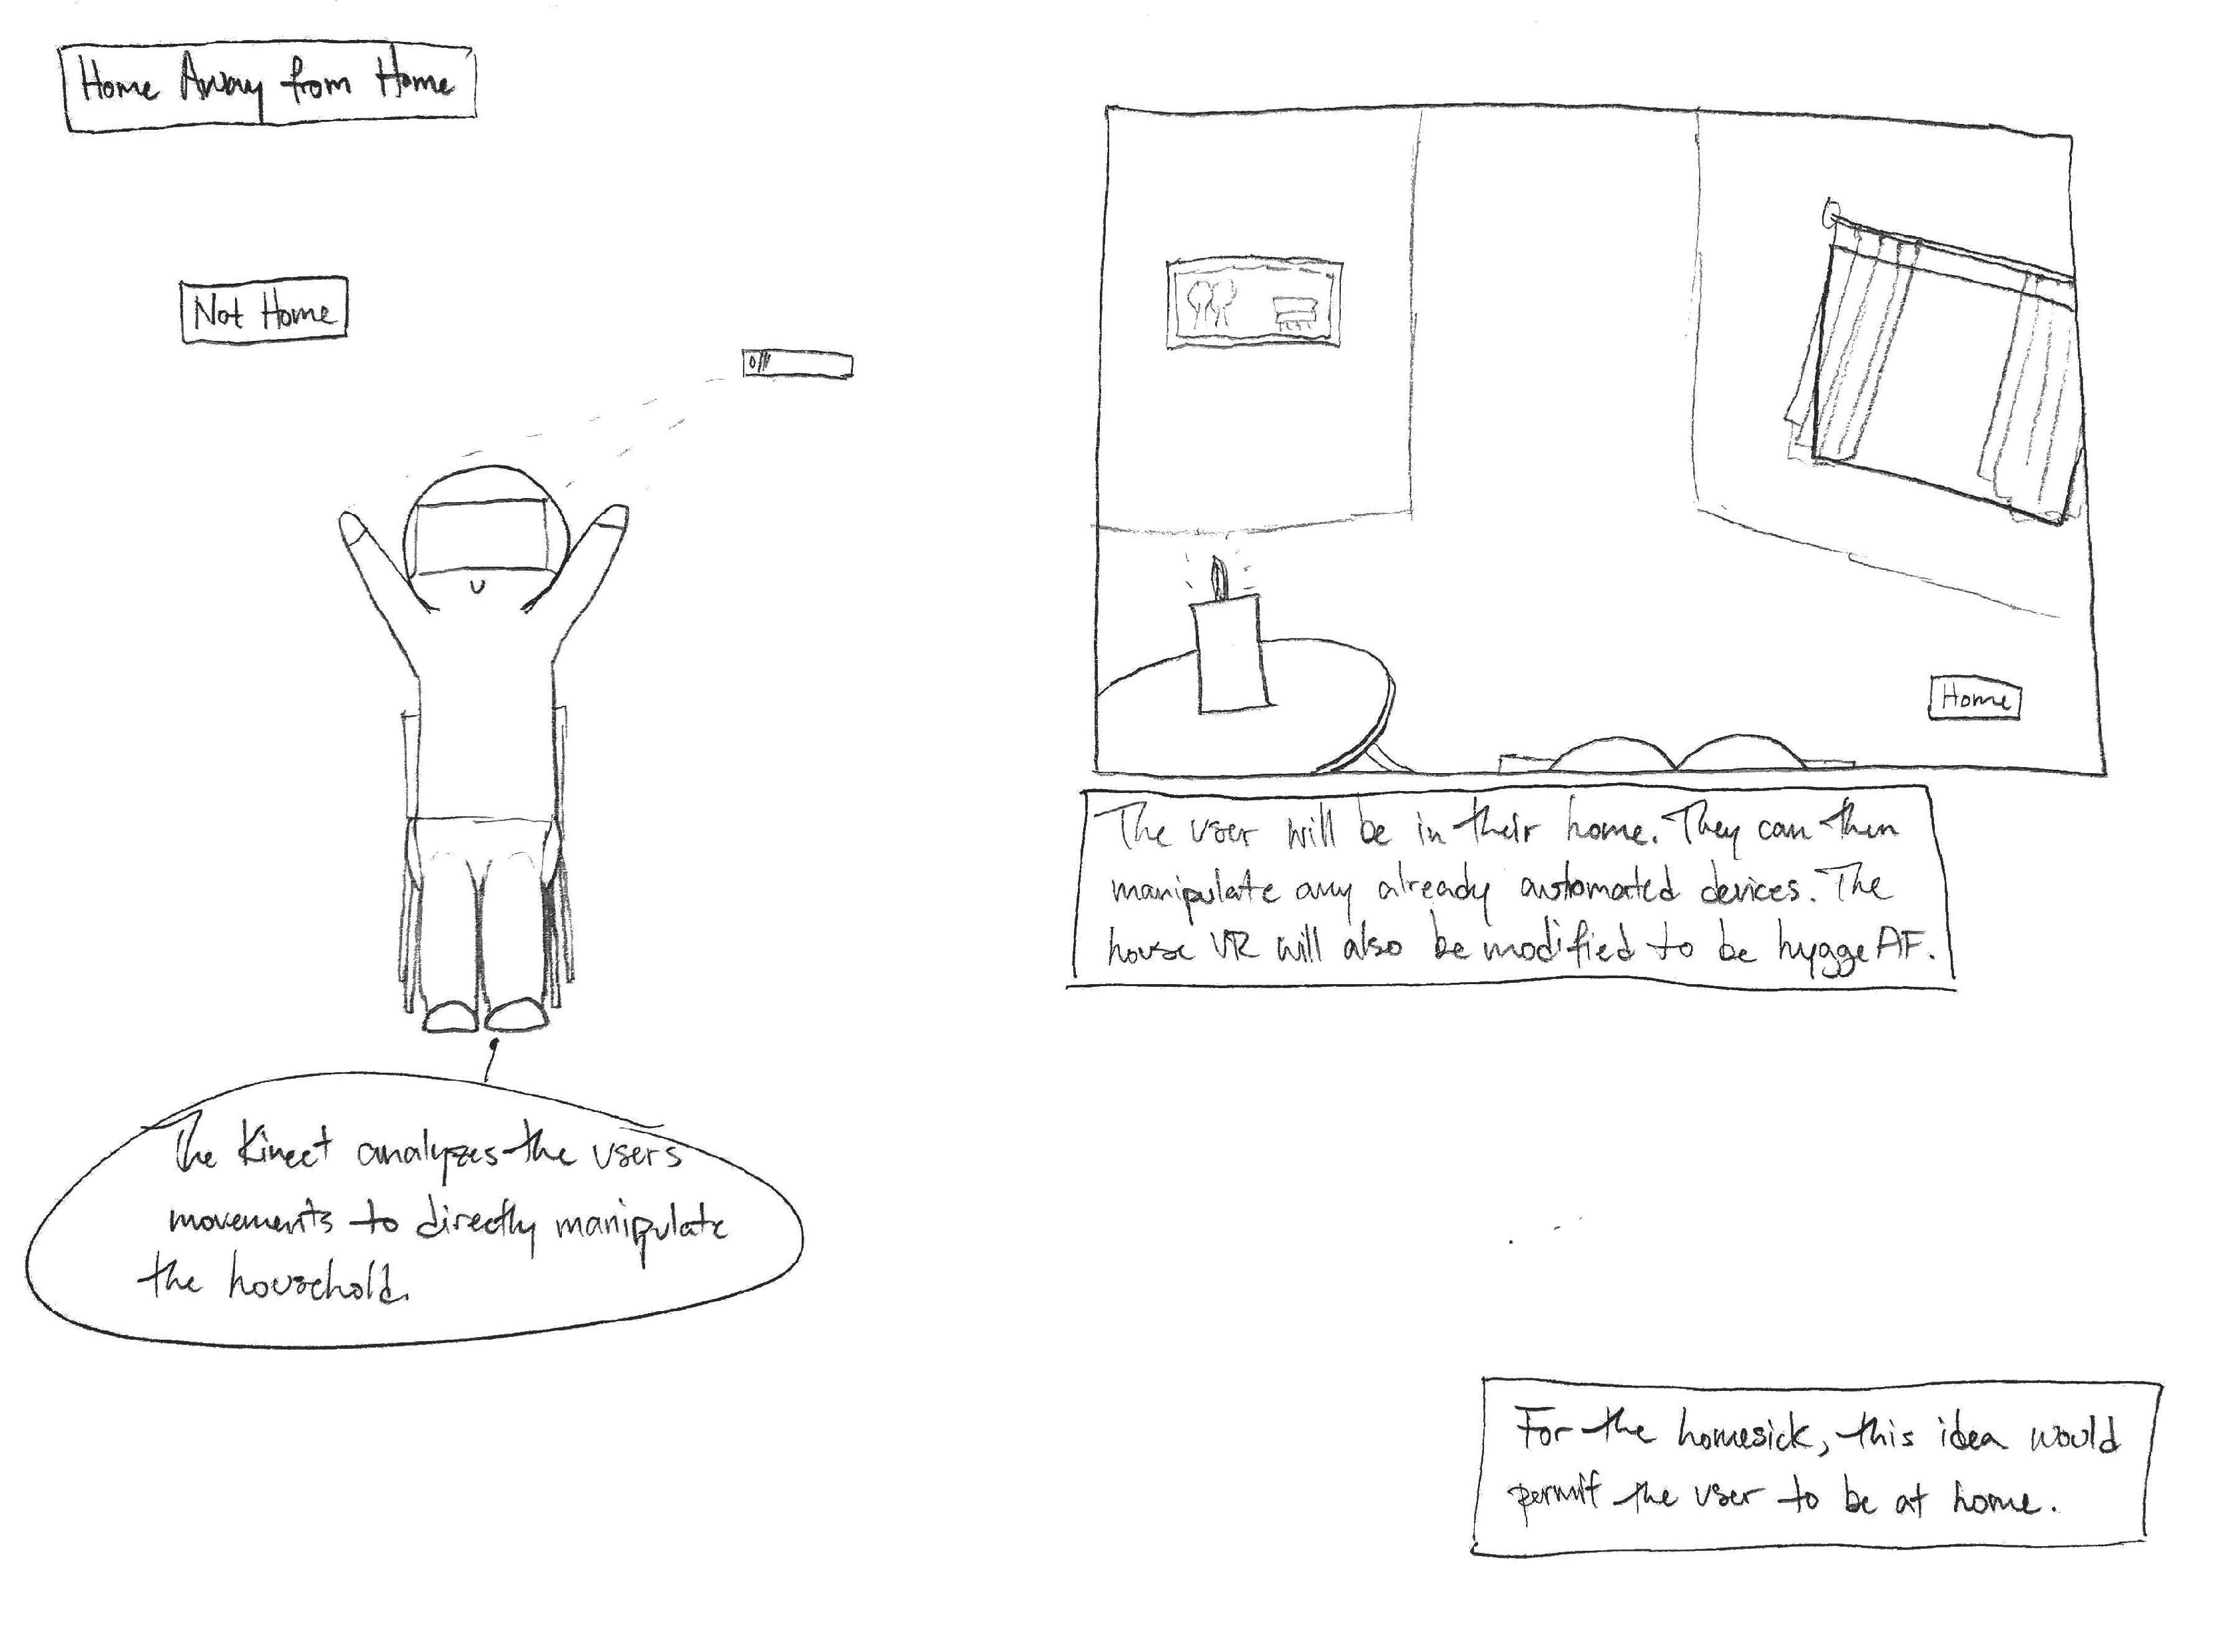 Home Away from Home
Not Home
Home
The user will be in their home. They can then
manipulate any already automated devices. The
house VR will also be modified to be hygge AF.
The Kinect analyzes the users
movements to directly manipulate
the household.
For the homesick, this idea would
permit the user to be at home.